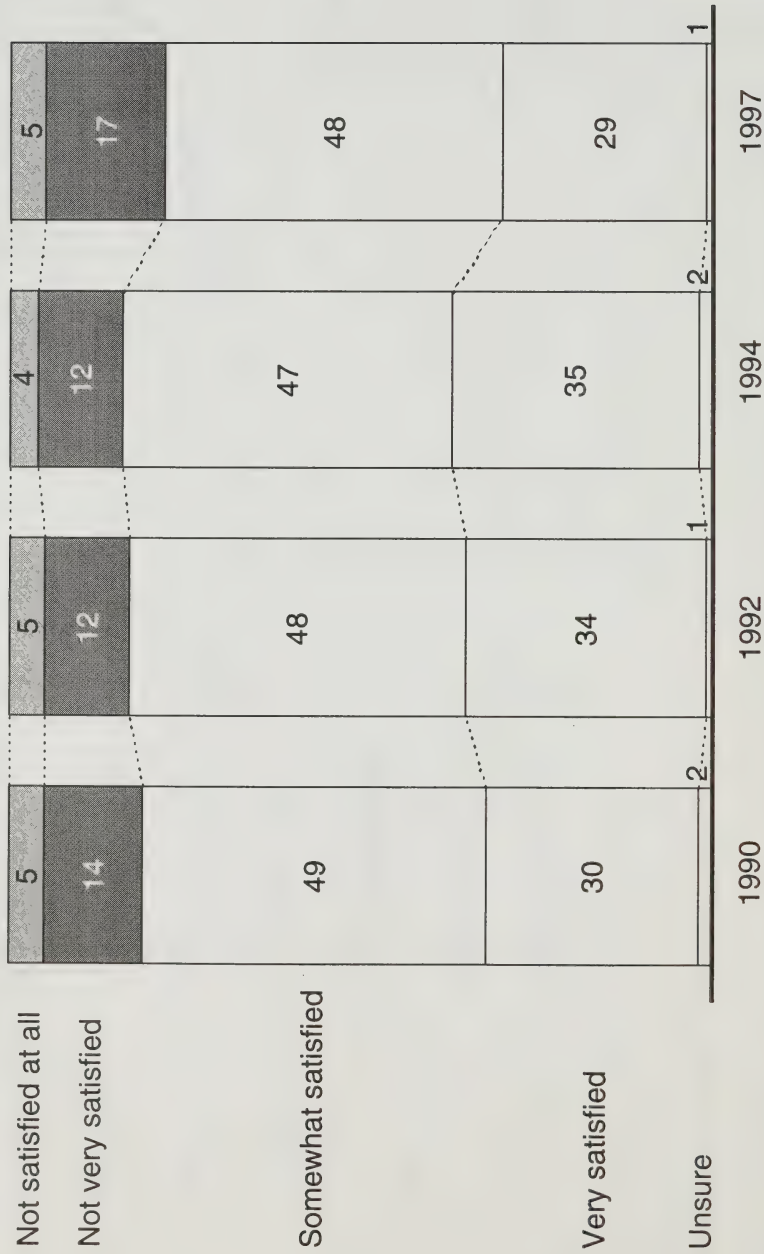 Not satisfied at all 5 5 4 5
Not very satisfied 14 12 12 17
Somewhat satisfied 49 48 47 48
Very satisfied 30 34 35 29
Unsure 2 1 2 1
1990 1992 1994 1997